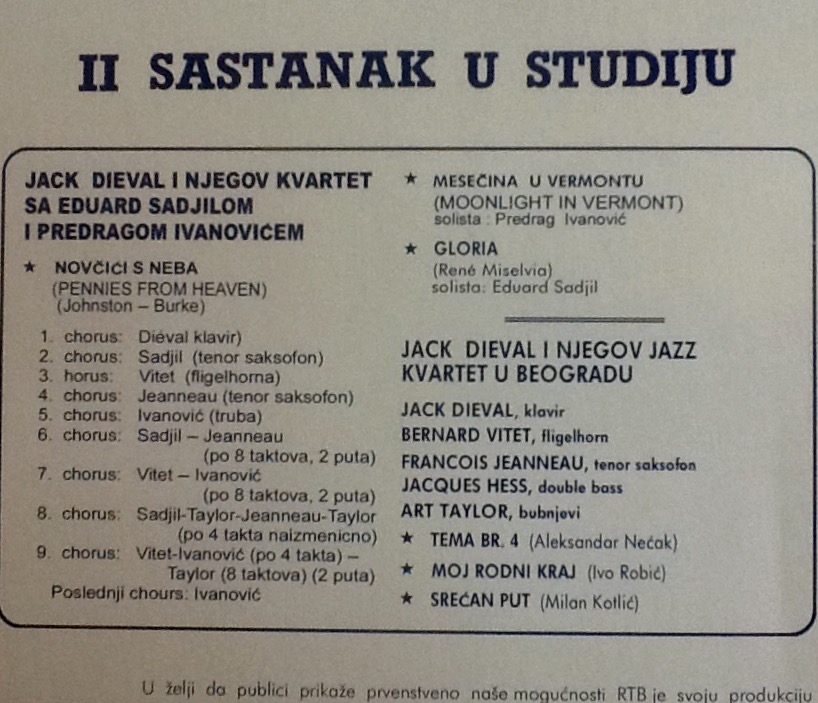 II SASTANAK U STUDIJU
JACK DIEVAL I NJEGOV KVARTET
SA EDUARD SADJILOM
I PREDRAGOM IVANOVIĆEM
★ NOVČIĆI S NEBA
(PENNIES FROM HEAVEN)
(Johnston – Burke)
1. chorus: Diéval klavir)
2. chorus: Sadjil (tenor saksofon)
3. horus: Vitet (fligelhorna)
4. chorus: Jeanneau (tenor saksofon)
5. chorus: Ivanović (truba)
6. chorus: Sadjil – Jeanneau
(po 8 taktova, 2 puta)
7. chorus: Vitet – Ivanović
(po 8 taktova, 2 puta)
8. chorus: Sadjil-Taylor-Jeanneau-Taylor
(po 4 takta naizmenicno)
9. chorus: Vitet-Ivanović (po 4 takta) –
Taylor (8 taktova) (2 puta)
Poslednji chours: Ivanović
★ MESEČINA U VERMONTU
(MOONLIGHT IN VERMONT)
solista : Predrag Ivanović
★ GLORIA
(René Miselvia)
solista: Eduard Sadjil
JACK DIEVAL I NJEGOV JAZZ
KVARTET U BEOGRADU
JACK DIEVAL, klavir
BERNARD VITET, fligelhorn
FRANCOIS JEANNEAU, tenor saksofon
JACQUES HESS, double bass
ART TAYLOR, bubnjevi
★ TEMA BR. 4 (Aleksandar Nećak)
★ MOJ RODNI KRAJ (Ivo Robić)
★ SREĆAN PUT (Milan Kotlić)
U želji da publici prikaže prvenstveno naše mogućnosti RTB je svoju produkciju